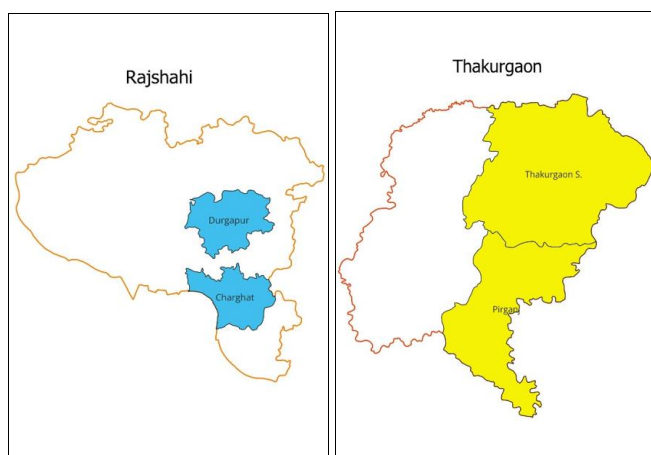 Rajshahi
Durgapur
Charghat
Thakurgaon
Thakurgaon S.
Pirganj